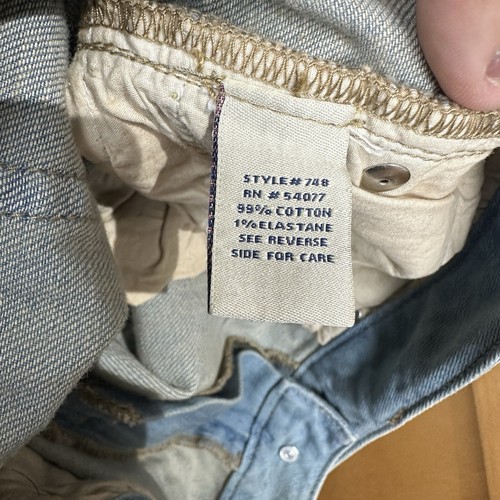 STYLE# 748
RN # 54077
99% COTTON
1% ELASTANE
SEE REVERSE
SIDE FOR CARE